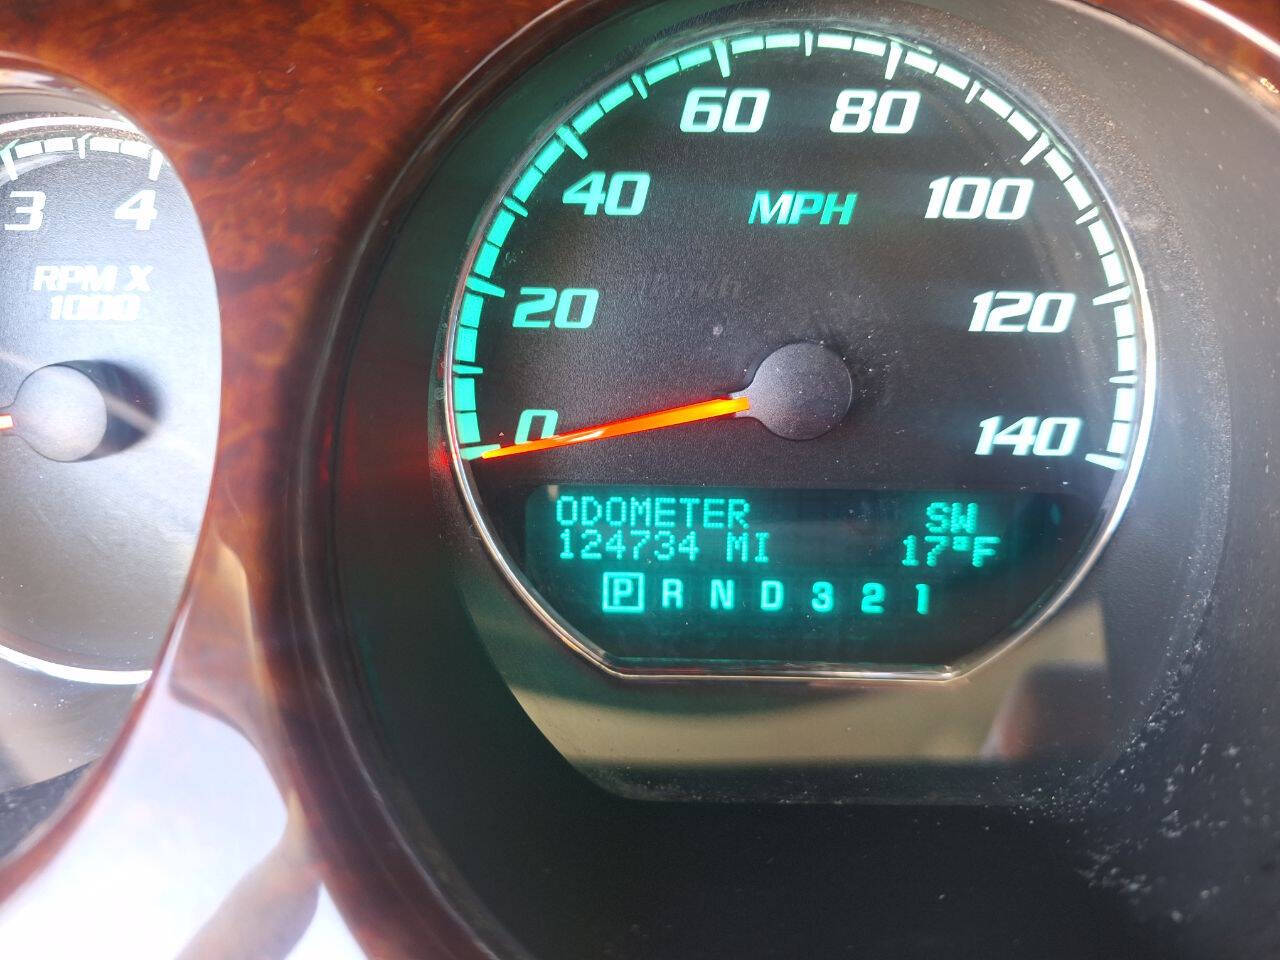 3 4
RPM X
1000
0 20 40 60 80 100 120 140
MPH
ODOMETER SW
124734 MI 17°F
P R N D 3 2 1